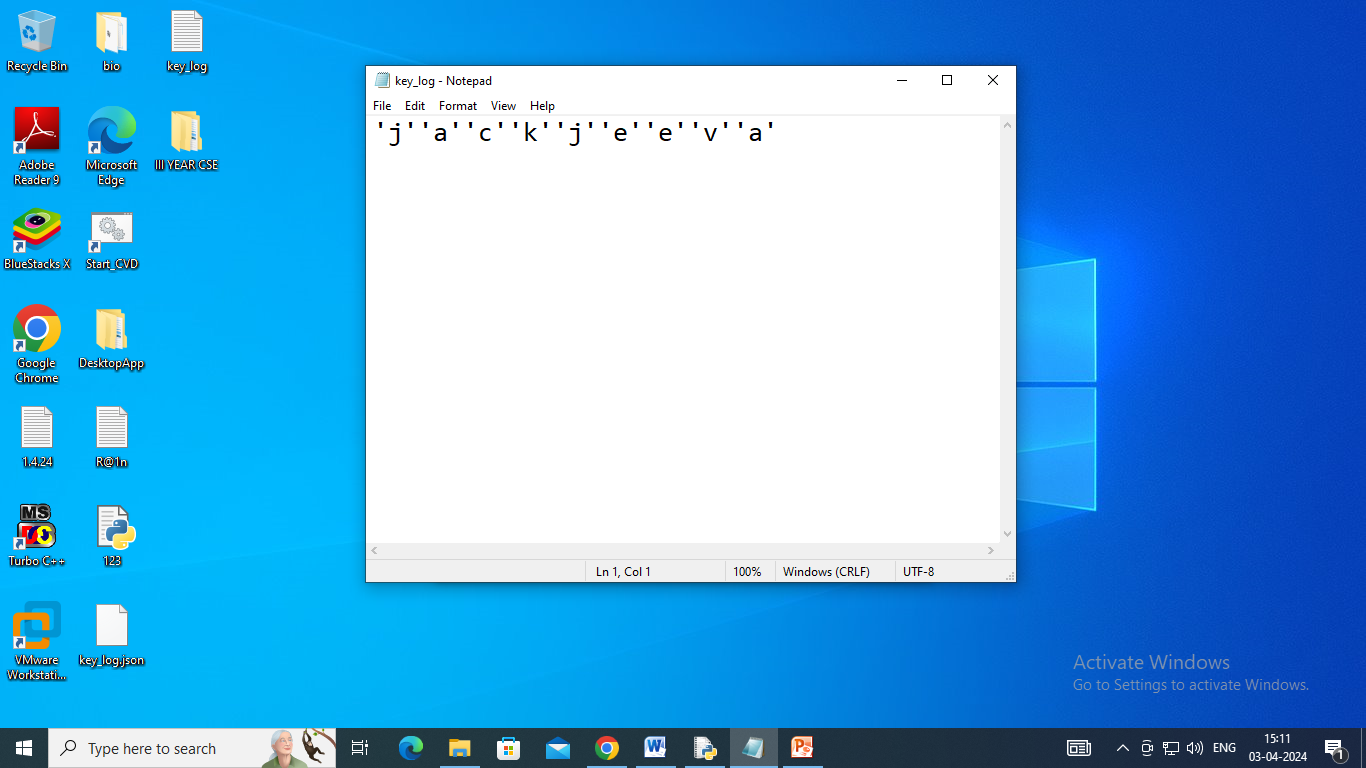 Recycle Bin
bio
key_log
Adobe
Reader 9
Microsoft
Edge
III YEAR CSE
BlueStacks X
Start_CVD
Google
Chrome
DesktopApp
1.4.24
R@1n
MS
Turbo C++
123
VMware
Workstati...
key_log.json
key_log - Notepad
File Edit Format View Help
'j''a''c''k''j''e''e''v''a'
Ln 1, Col 1 100% Windows (CRLF) UTF-8
Activate Windows
Go to Settings to activate Windows.
Type here to search
W
P
ENG
15:11
03-04-2024
1